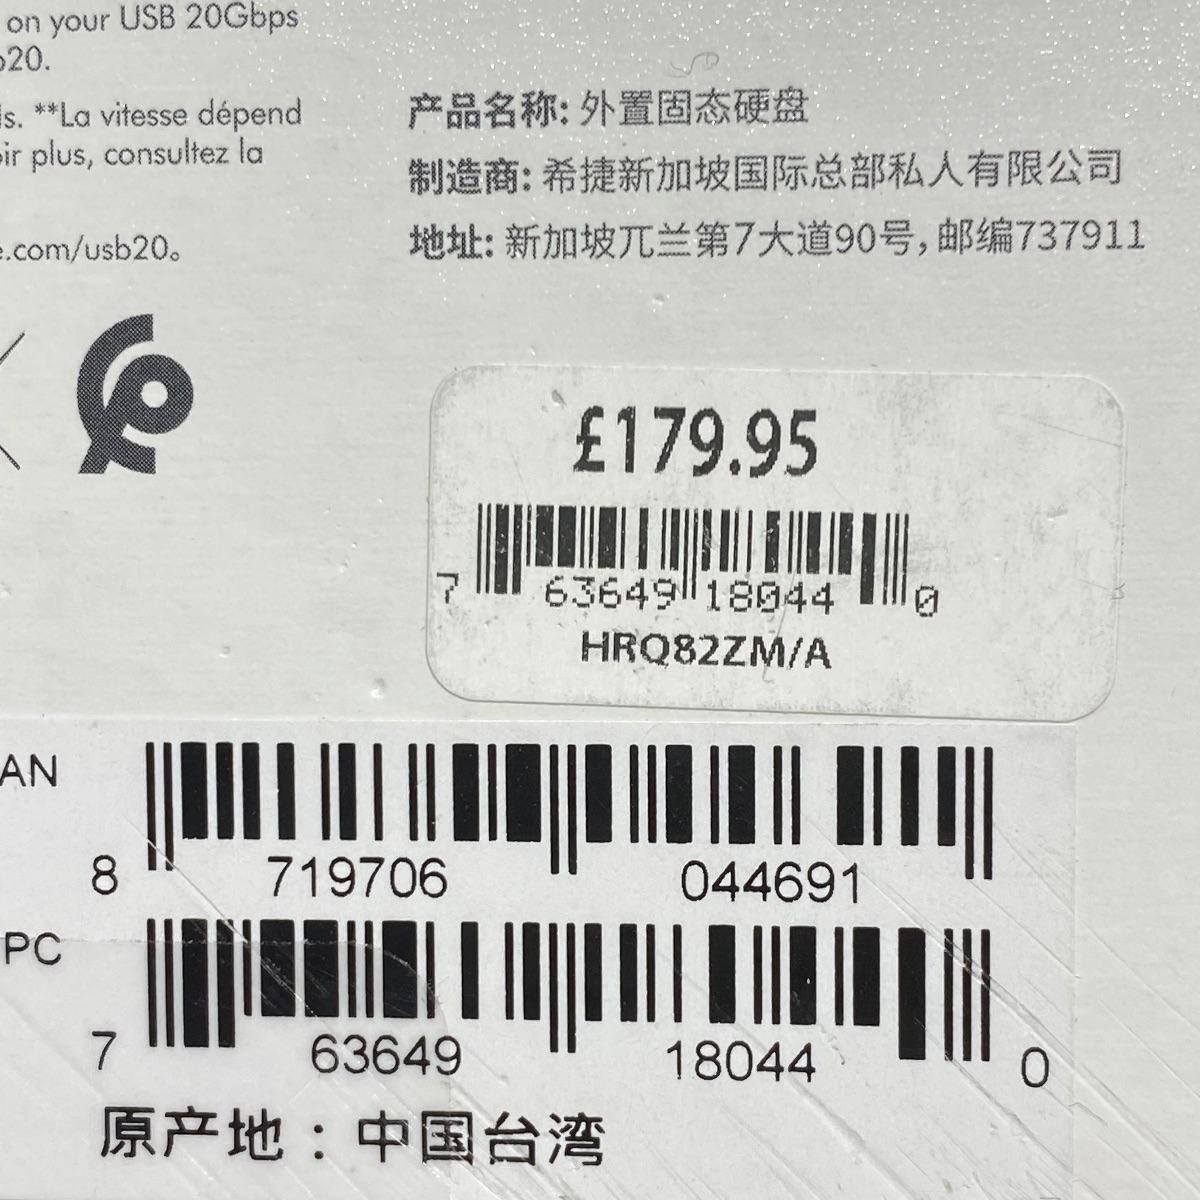 on your USB 20Gbps
b20.
ls. **La vitesse dépend
oir plus, consultez la
e.com/usb20。
产品名称: 外置固态硬盘
制造商: 希捷新加坡国际总部私人有限公司
地址: 新加坡兀兰第7大道90号, 邮编737911
£179.95
7 63649 18044 0
HRQ82ZM/A
AN
8 719706 044691
PC
7 63649 18044 0
原产地：中国台湾